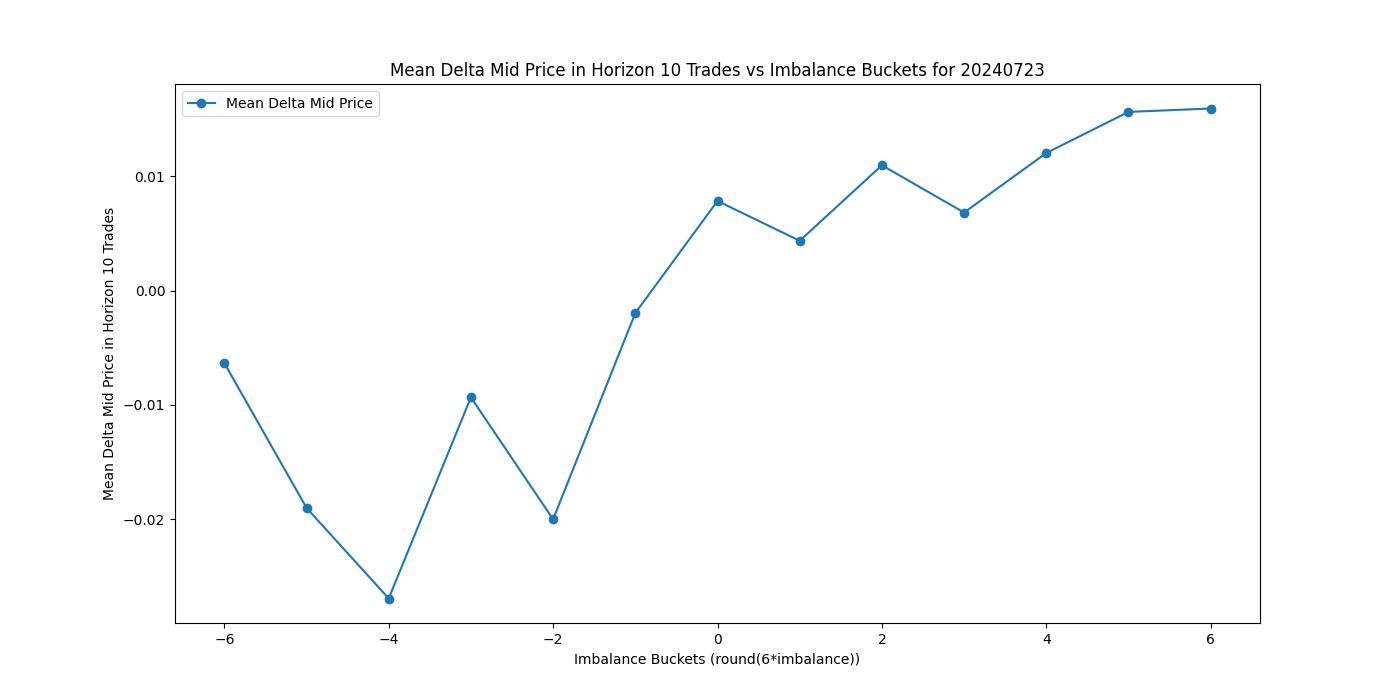 Mean Delta Mid Price in Horizon 10 Trades vs Imbalance Buckets for 20240723
Mean Delta Mid Price
Mean Delta Mid Price in Horizon 10 Trades
0.01
0.00
−0.01
−0.02
−6
−4
−2
0
2
4
6
Imbalance Buckets (round(6*imbalance))